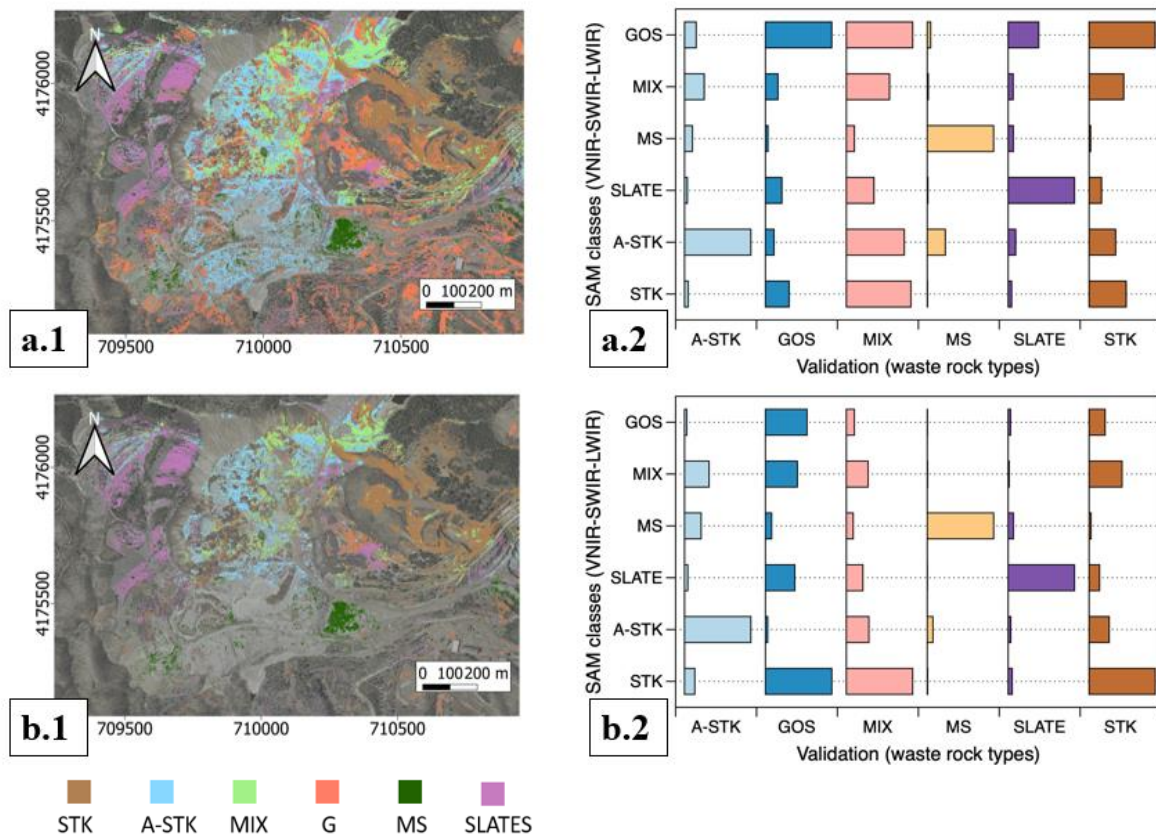 N
4176000
4175500
0 100200 m
a.1
709500 710000 710500
SAM classes (VNIR-SWIR-LWIR)
GOS
MIX
MS
SLATE
A-STK
STK
a.2
A-STK GOS MIX MS SLATE STK
Validation (waste rock types)
N
4176000
4175500
0 100 200 m
b.1
709500 710000 710500
SAM classes (VNIR-SWIR-LWIR)
GOS
MIX
MS
SLATE
A-STK
STK
b.2
A-STK GOS MIX MS SLATE STK
Validation (waste rock types)
STK A-STK MIX G MS SLATES